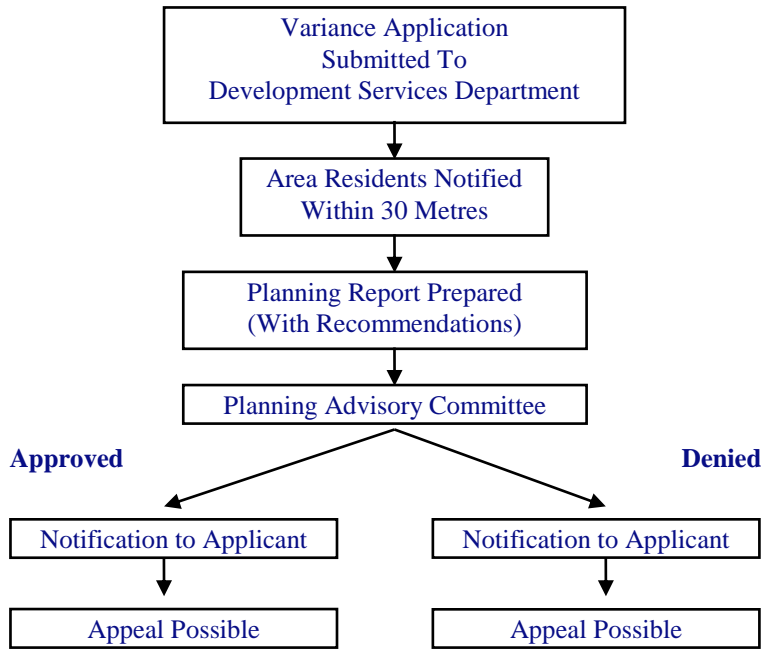 Variance Application
Submitted To
Development Services Department
Area Residents Notified
Within 30 Metres
Planning Report Prepared
(With Recommendations)
Planning Advisory Committee
Approved
Denied
Notification to Applicant
Notification to Applicant
Appeal Possible
Appeal Possible